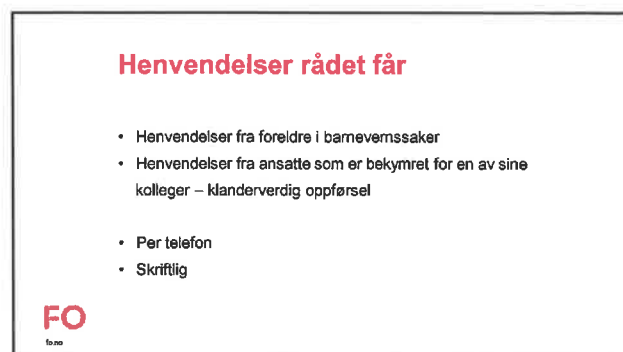 Henvendelser rådet får
• Henvendelser fra foreldre i barnevernssaker
• Henvendelser fra ansatte som er bekymret for en av sine
kolleger – klanderverdig oppførsel
• Per telefon
• Skriftlig
FO
fo.no